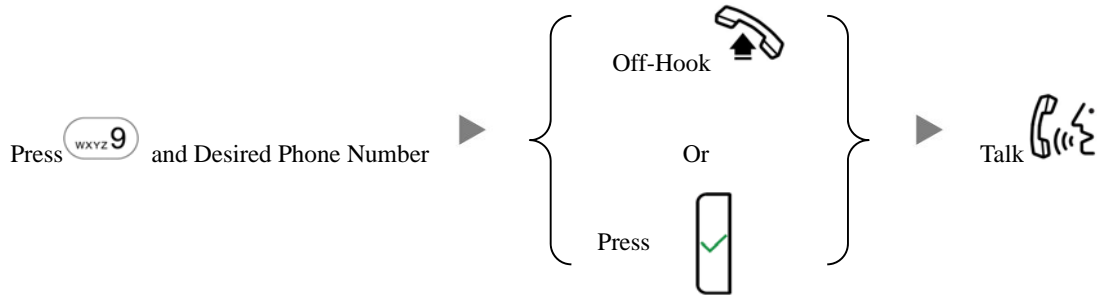 Press WXYZ 9 and Desired Phone Number
Off-Hook
Or
Press
Talk